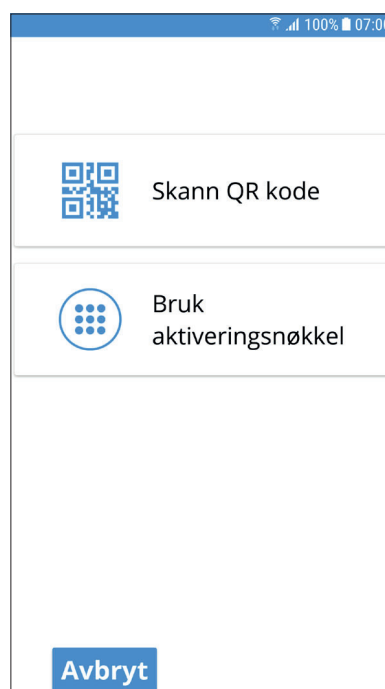 100% 07:00
Skann QR kode
Bruk
aktiveringsnøkkel
Avbryt